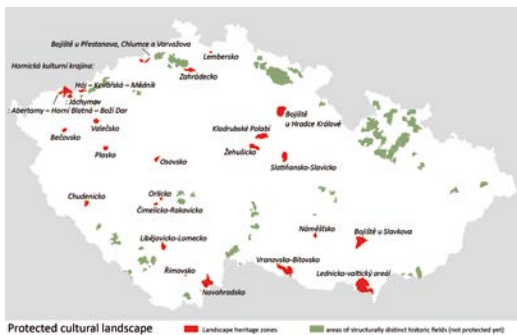 Bojiště u Přestanova, Chlumce a Varvažova
Lembersko
Hornická kulturní krajina:
Zahrádecko
: Háj – Kovářská – Mědník
: Jáchymov
: Abertamy – Horní Blatná – Boží Dar
Bojiště
u Hradce Králové
Valečsko
Bečovsko
Kladrubské Polabí
Plasko
Žehušicko
Osovsko
Slatiňansko-Slavicko
Chudenicko
Orlicko
Čimelicko-Rakovicko
Náměšťsko
Bojiště u Slavkova
Libějovicko-Lomecko
Vranovsko-Bítovsko
Římovsko
Lednicko-valtický areál
Novohradsko
Protected cultural landscape
Landscape heritage zones
areas of structurally distinct historic fields (not protected yet)